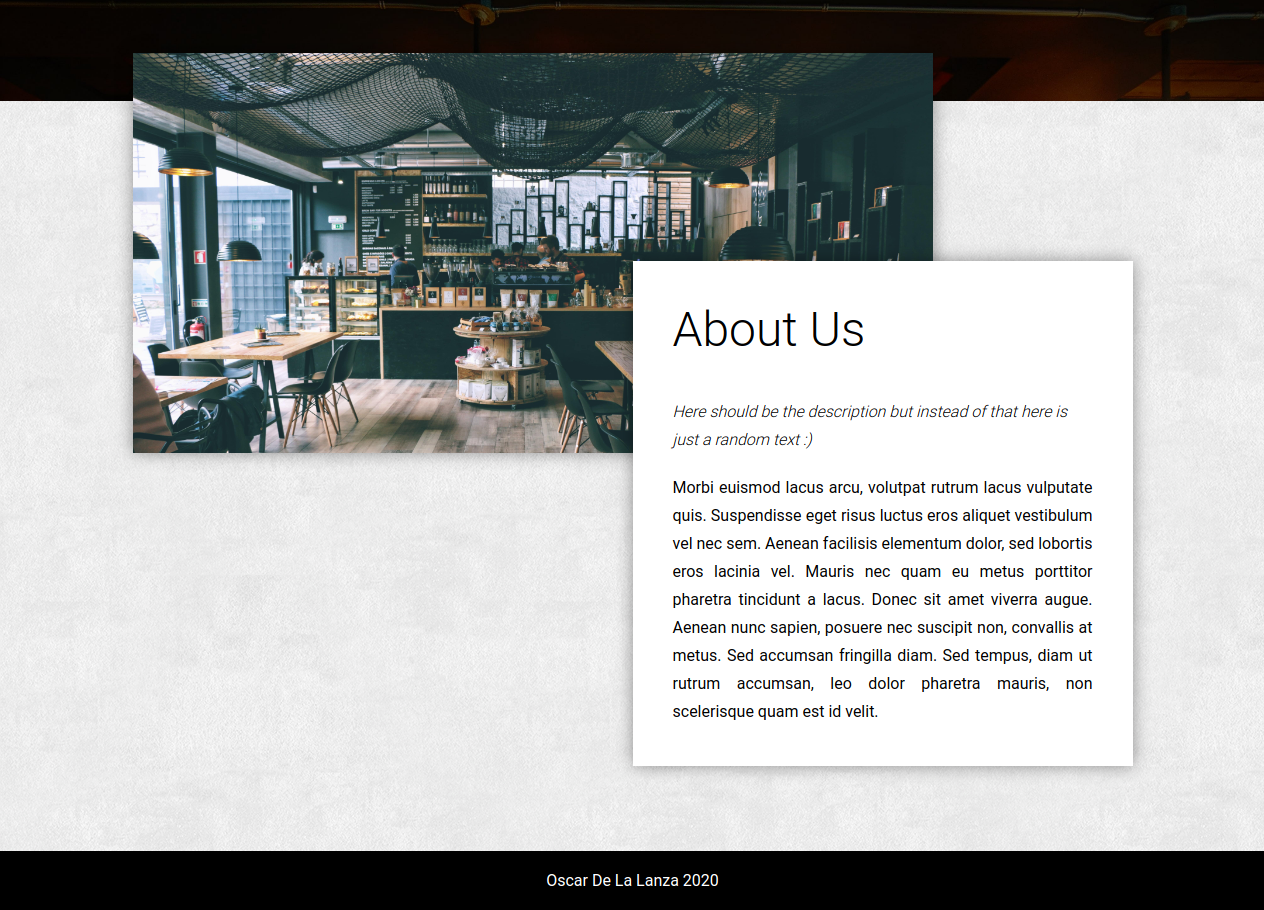 About Us
Here should be the description but instead of that here is
just a random text :)
Morbi euismod lacus arcu, volutpat rutrum lacus vulputate
quis. Suspendisse eget risus luctus eros aliquet vestibulum
vel nec sem. Aenean facilisis elementum dolor, sed lobortis
eros lacinia vel. Mauris nec quam eu metus porttitor
pharetra tincidunt a lacus. Donec sit amet viverra augue.
Aenean nunc sapien, posuere nec suscipit non, convallis at
metus. Sed accumsan fringilla diam. Sed tempus, diam ut
rutrum accumsan, leo dolor pharetra mauris, non
scelerisque quam est id velit.
Oscar De La Lanza 2020